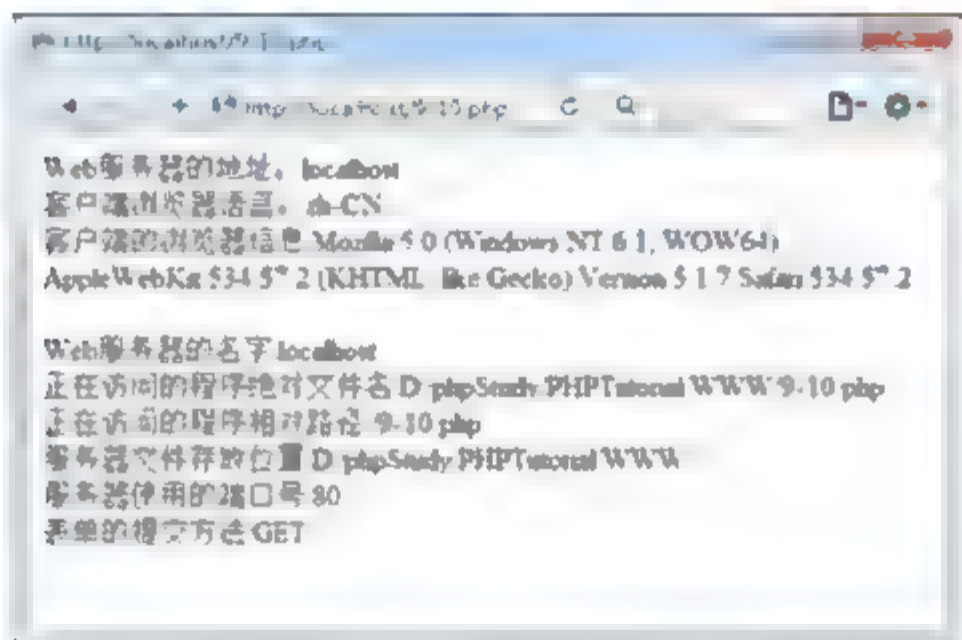 Web服务器的地址：localhost
客户端浏览器语言：zh-CN
客户端的浏览器信息 Mozilla 5.0 (Windows NT 6.1; WOW64)
AppleWebKit 534.57.2 (KHTML, like Gecko) Version 5.1.7 Safari 534.57.2
Web服务器的名字 localhost
正在访问的程序绝对文件名 D phpStudy PHPTutorial WWW 9-10 php
正在访问的程序相对路径 9-10 php
服务器文件存放位置 D phpStudy PHPTutorial WWW
服务器使用的端口号 80
表单的提交方法 GET